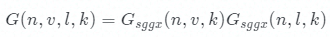 G(n, v, l, k) = G_{sggx}(n, v, k)G_{sggx}(n, l, k)